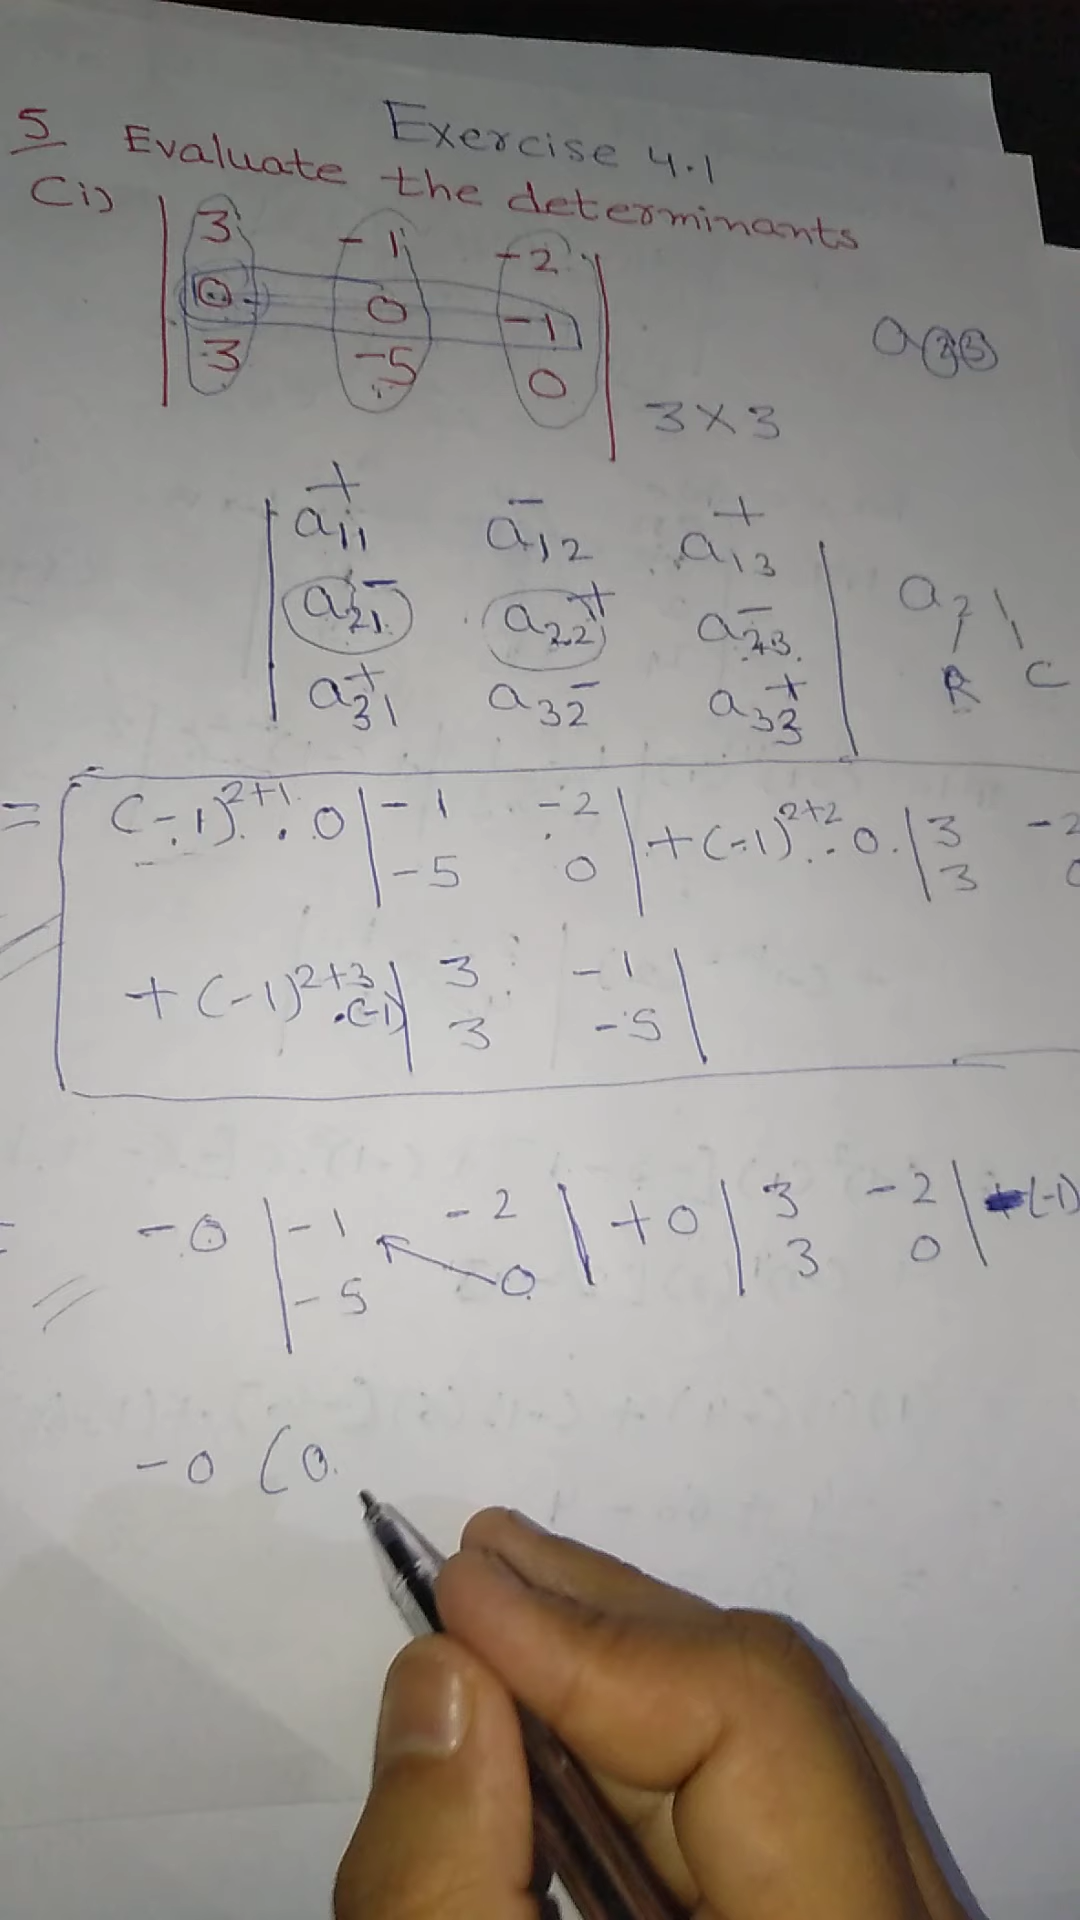 Exercise 4.1
5 Evaluate the determinants
(i) | 3 -1 -2 |
| 0 0 -1 |
| 3 -5 0 | 3×3
| a11+ a12- a13+ |
| a21- a22+ a23- | a2
| a31+ a32- a33+ | R C
= (-1)^2+1 . 0 | -1 -2 | + (-1)^2+2 . 0 . | 3 -2
| -5 0 | | 3 0
+ (-1)^2+3 . (-1) | 3 -1 |
| 3 -5 |
= -0 | -1 -2 | + 0 | 3 -2 | (-1)
| -5 0 | | 3 0 |
-0 (0